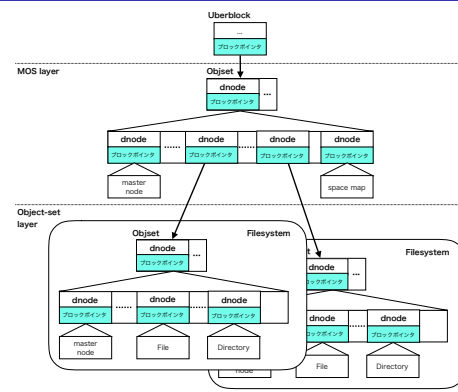 Uberblock
...
ブロックポインタ
MOS layer
Objset
dnode
...
ブロックポインタ
dnode
......
dnode
......
dnode
......
dnode
ブロックポインタ
ブロックポインタ
ブロックポインタ
ブロックポインタ
master
node
space map
Object-set
layer
Objset
Filesystem
dnode
...
ブロックポインタ
dnode
......
dnode
......
dnode
ブロックポインタ
ブロックポインタ
ブロックポインタ
master
node
File
Directory
t
Filesystem
dnode
...
ブロックポインタ
dnode
......
dnode
ブロックポインタ
ブロックポインタ
node
File
Directory